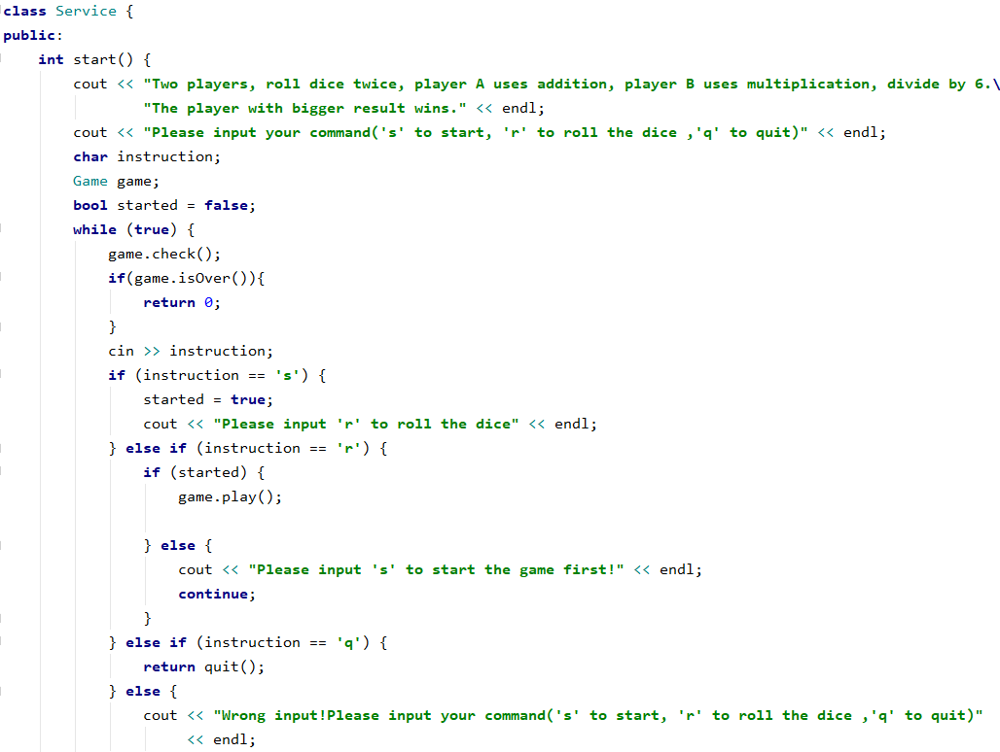 class Service {
public:
    int start() {
        cout << "Two players, roll dice twice, player A uses addition, player B uses multiplication, divide by 6.\
                "The player with bigger result wins." << endl;
        cout << "Please input your command('s' to start, 'r' to roll the dice ,'q' to quit)" << endl;
        char instruction;
        Game game;
        bool started = false;
        while (true) {
            game.check();
            if(game.isOver()){
                return 0;
            }
            cin >> instruction;
            if (instruction == 's') {
                started = true;
                cout << "Please input 'r' to roll the dice" << endl;
            } else if (instruction == 'r') {
                if (started) {
                    game.play();

                } else {
                    cout << "Please input 's' to start the game first!" << endl;
                    continue;
                }
            } else if (instruction == 'q') {
                return quit();
            } else {
                cout << "Wrong input!Please input your command('s' to start, 'r' to roll the dice ,'q' to quit)"
                     << endl;